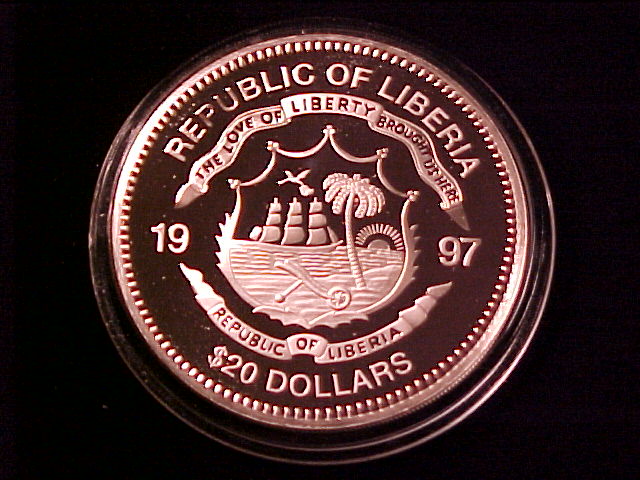 REPUBLIC OF LIBERIA
THE LOVE OF LIBERTY BROUGHT US HERE
19 97
REPUBLIC OF LIBERIA
$20 DOLLARS